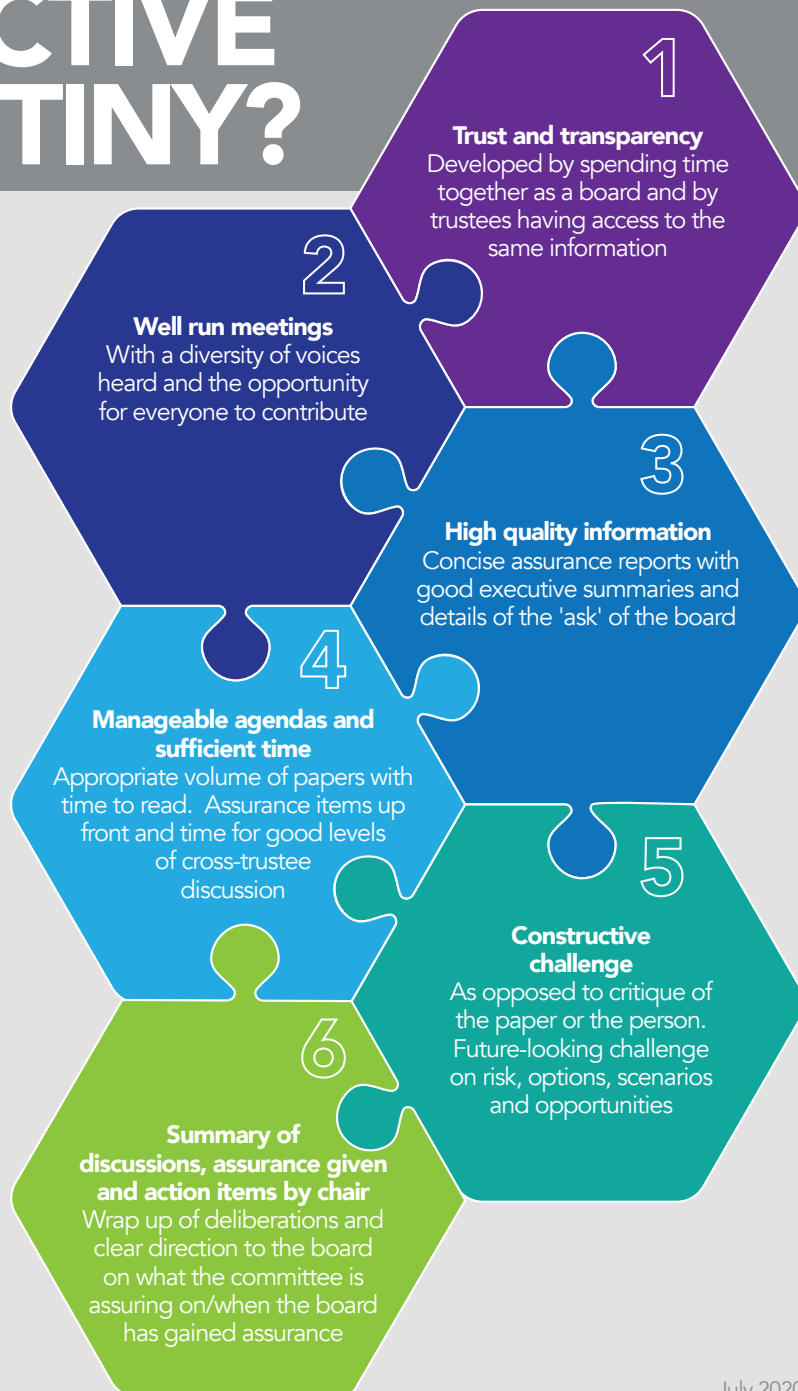 CTIVE
TINY?
1
Trust and transparency
Developed by spending time
together as a board and by
trustees having access to the
same information
2
Well run meetings
With a diversity of voices
heard and the opportunity
for everyone to contribute
3
High quality information
Concise assurance reports with
good executive summaries and
details of the 'ask' of the board
4
Manageable agendas and
sufficient time
Appropriate volume of papers with
time to read.  Assurance items up
front and time for good levels
of cross-trustee
discussion
5
Constructive
challenge
As opposed to critique of
the paper or the person.
Future-looking challenge
on risk, options, scenarios
and opportunities
6
Summary of
discussions, assurance given
and action items by chair
Wrap up of deliberations and
clear direction to the board
on what the committee is
assuring on/when the board
has gained assurance
July 2020